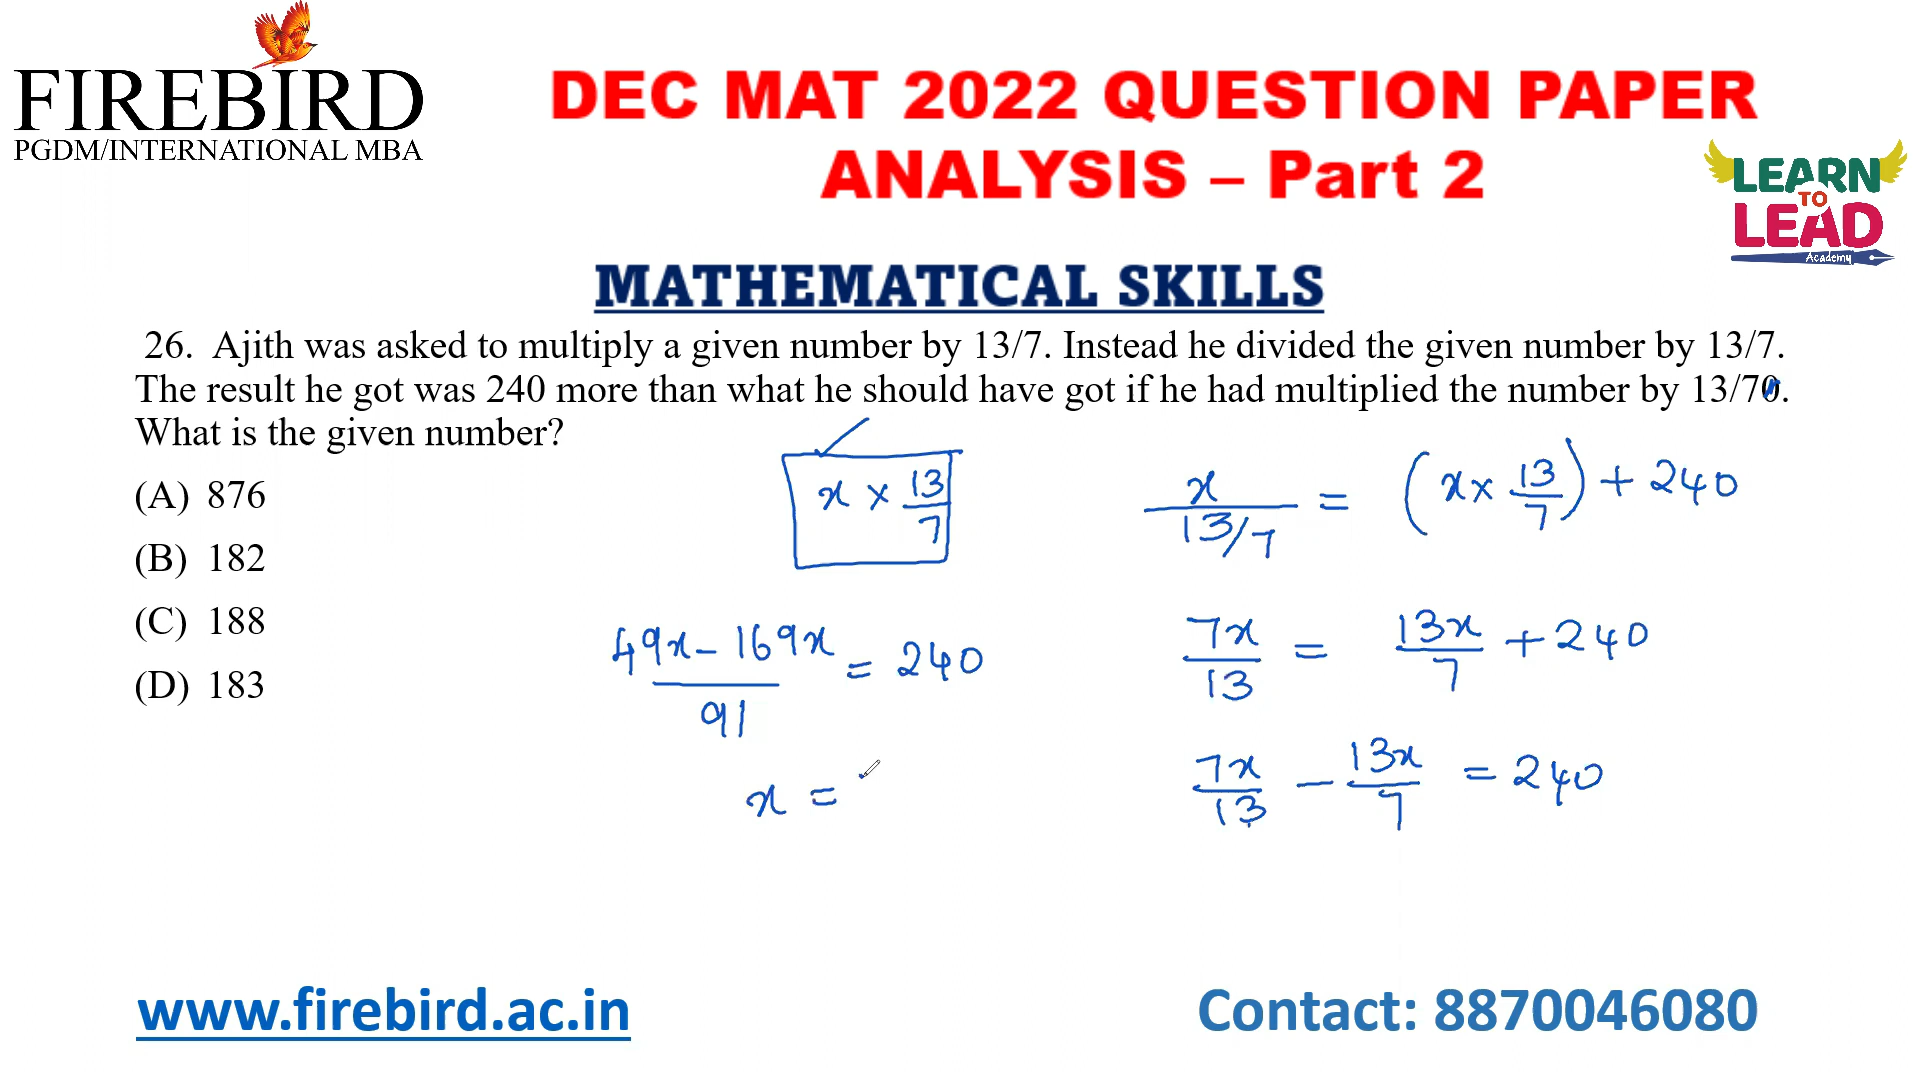 FIREBIRD
PGDM/INTERNATIONAL MBA
DEC MAT 2022 QUESTION PAPER
ANALYSIS – Part 2
LEARN
TO
LEAD
Academy
MATHEMATICAL SKILLS
26. Ajith was asked to multiply a given number by 13/7. Instead he divided the given number by 13/7.
The result he got was 240 more than what he should have got if he had multiplied the number by 13/70.
What is the given number?
(A) 876
(B) 182
(C) 188
(D) 183
x × 13/7
x / 13/7 = (x × 13/7) + 240
49x - 169x / 91 = 240
7x/13 = 13x/7 + 240
x =
7x/13 - 13x/7 = 240
www.firebird.ac.in
Contact: 8870046080